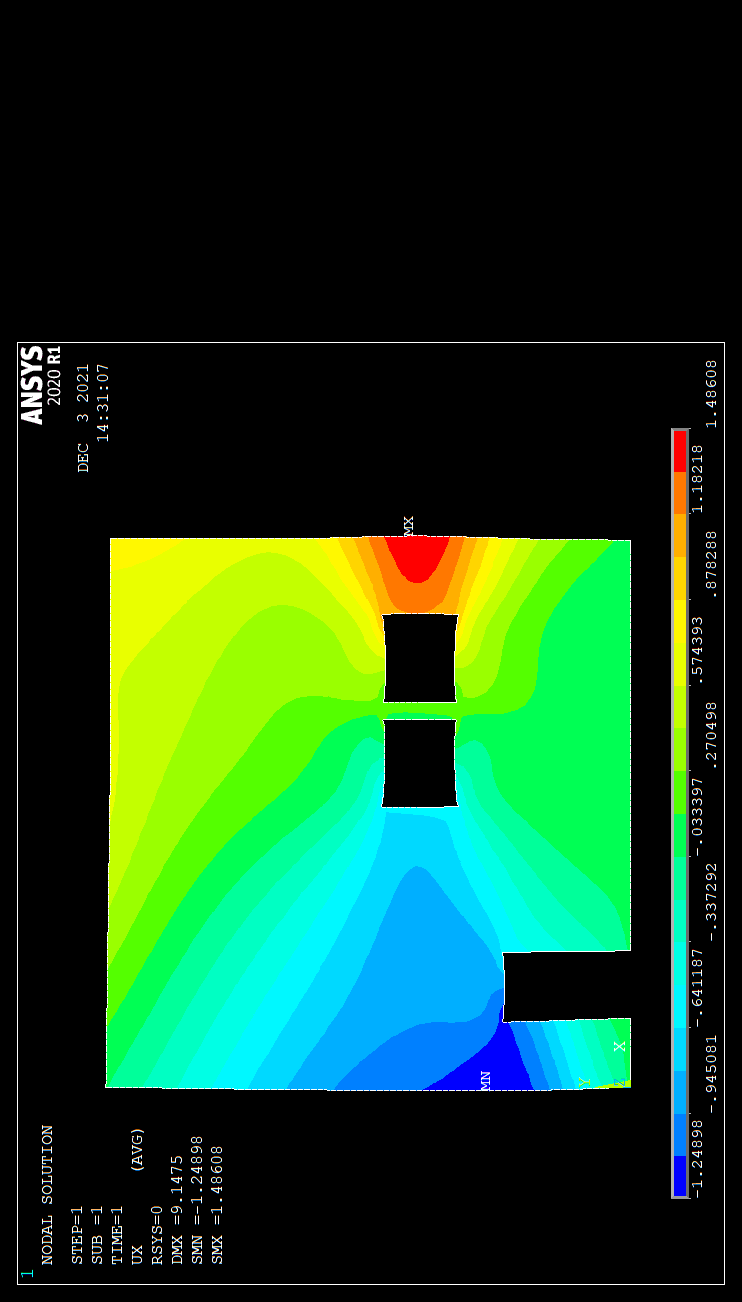 1
NODAL SOLUTION
STEP=1
SUB =1
TIME=1
UX       (AVG)
RSYS=0
DMX =9.1475
SMN =-1.24898
SMX =1.48608
ANSYS
2020 R1
DEC  3 2021
14:31:07
MX
MN
Y
Z
X
-1.24898
-.945081
-.641187
-.337292
-.033397
.270498
.574393
.878288
1.18218
1.48608